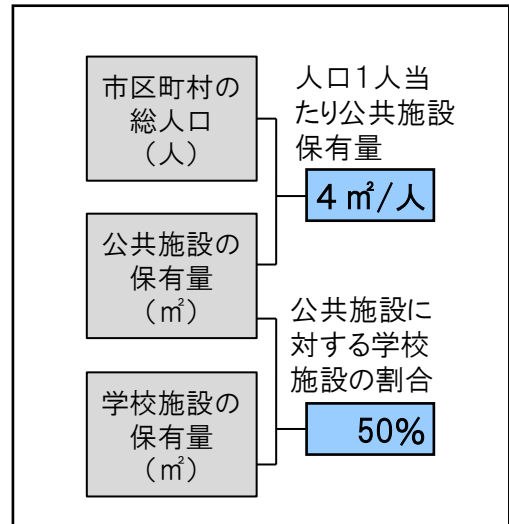 市区町村の
総人口
（人）
人口１人当
たり公共施設
保有量
４㎡/人
公共施設の
保有量
（㎡）
公共施設に
対する学校
施設の割合
50%
学校施設の
保有量
（㎡）